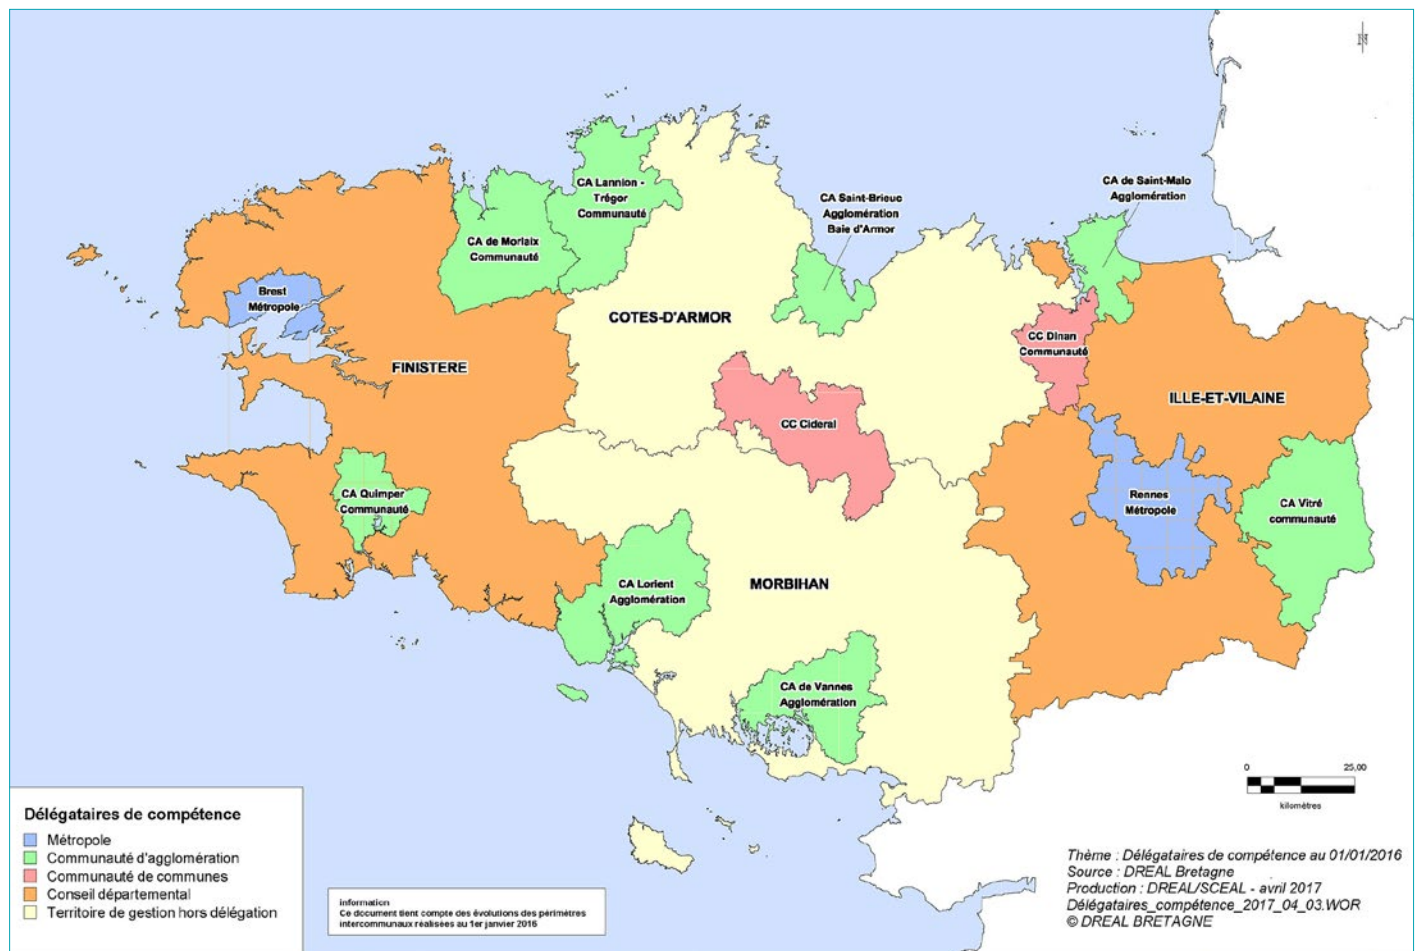 CA Lannion -
Trégor
Communauté
CA de Morlaix
Communauté
CA Saint-Brieuc
Agglomération
Baie d'Armor
CA de Saint-Malo
Agglomération
Brest
Métropole
COTES-D'ARMOR
CC Dinan
Communauté
FINISTERE
ILLE-ET-VILAINE
CC Cideral
CA Quimper
Communauté
Rennes
Métropole
CA Vitré
communauté
CA Lorient
Agglomération
MORBIHAN
CA de Vannes
Agglomération
0 25,00
kilomètres
Délégataires de compétence
Métropole
Communauté d'agglomération
Communauté de communes
Conseil départemental
Territoire de gestion hors délégation
information
Ce document tient compte des évolutions des périmètres
intercommunaux réalisées au 1er janvier 2016
Thème : Délégataires de compétence au 01/01/2016
Source : DREAL Bretagne
Production : DREAL/SCEAL - avril 2017
Délégataires_compétence_2017_04_03.WOR
© DREAL BRETAGNE